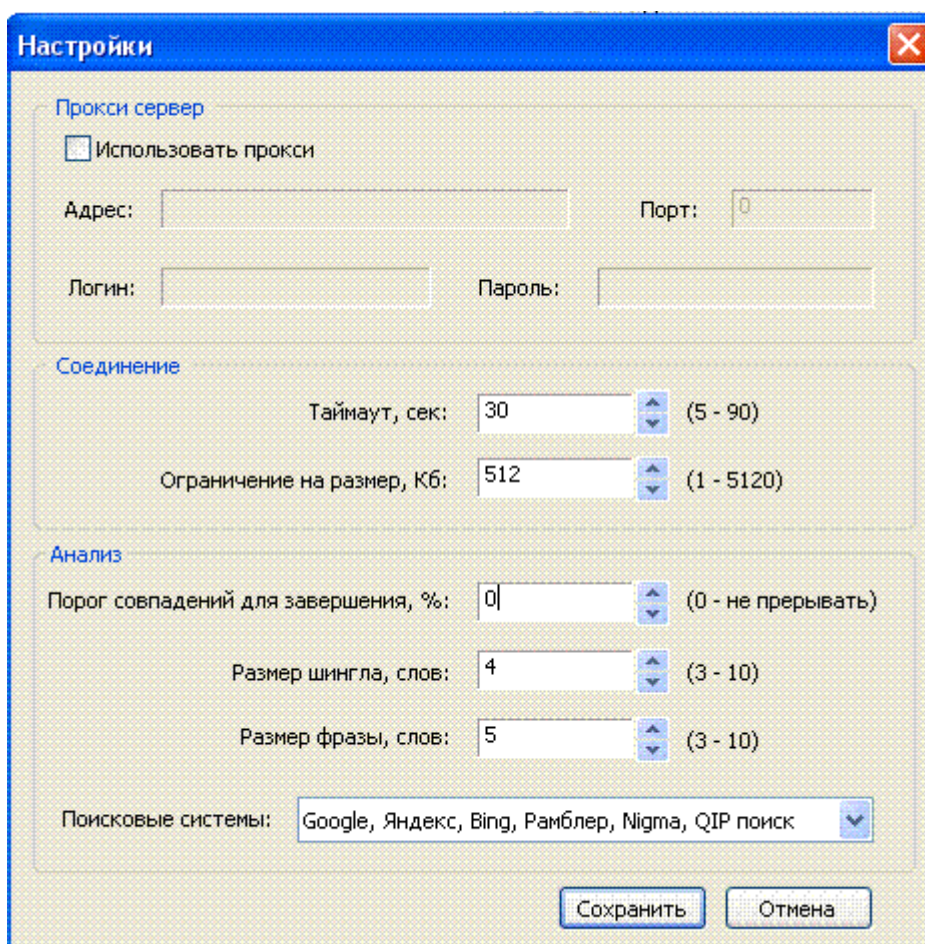 Настройки
Прокси сервер
Использовать прокси
Адрес: Порт: 0
Логин: Пароль:
Соединение
Таймаут, сек: 30 (5 - 90)
Ограничение на размер, Кб: 512 (1 - 5120)
Анализ
Порог совпадений для завершения, %: 0 (0 - не прерывать)
Размер шингла, слов: 4 (3 - 10)
Размер фразы, слов: 5 (3 - 10)
Поисковые системы: Google, Яндекс, Bing, Рамблер, Nigma, QIP поиск
Сохранить Отмена